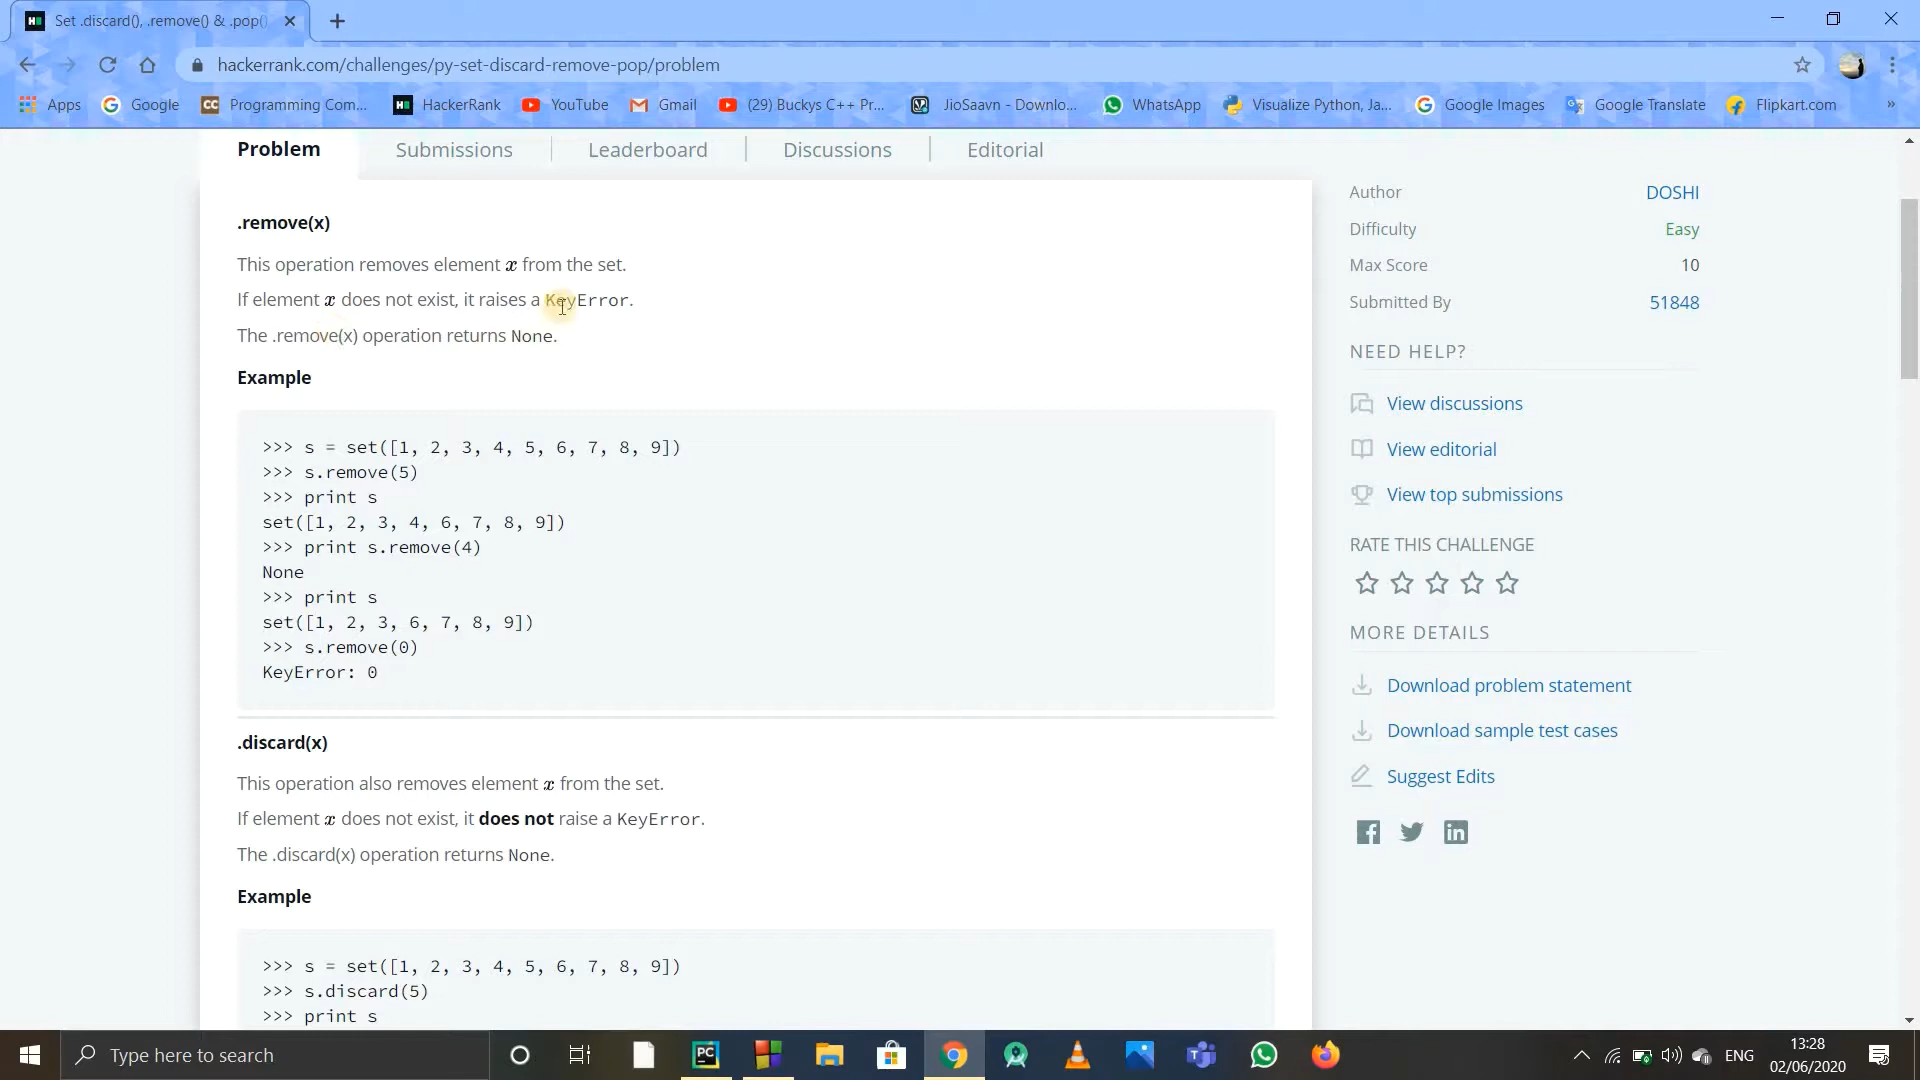 Set .discard(), .remove() & .pop()
hackerrank.com/challenges/py-set-discard-remove-pop/problem
Apps Google Programming Com... HackerRank YouTube Gmail (29) Buckys C++ Pr... JioSaavn - Downlo... WhatsApp Visualize Python, Ja... Google Images Google Translate Flipkart.com »
Problem Submissions Leaderboard Discussions Editorial
.remove(x)
This operation removes element x from the set.
If element x does not exist, it raises a KeyError.
The .remove(x) operation returns None.
Example
>>> s = set([1, 2, 3, 4, 5, 6, 7, 8, 9])
>>> s.remove(5)
>>> print s
set([1, 2, 3, 4, 6, 7, 8, 9])
>>> print s.remove(4)
None
>>> print s
set([1, 2, 3, 6, 7, 8, 9])
>>> s.remove(0)
KeyError: 0
.discard(x)
This operation also removes element x from the set.
If element x does not exist, it does not raise a KeyError.
The .discard(x) operation returns None.
Example
>>> s = set([1, 2, 3, 4, 5, 6, 7, 8, 9])
>>> s.discard(5)
>>> print s
Author DOSHI
Difficulty Easy
Max Score 10
Submitted By 51848
NEED HELP?
View discussions
View editorial
View top submissions
RATE THIS CHALLENGE
MORE DETAILS
Download problem statement
Download sample test cases
Suggest Edits
Type here to search
ENG
13:28
02/06/2020